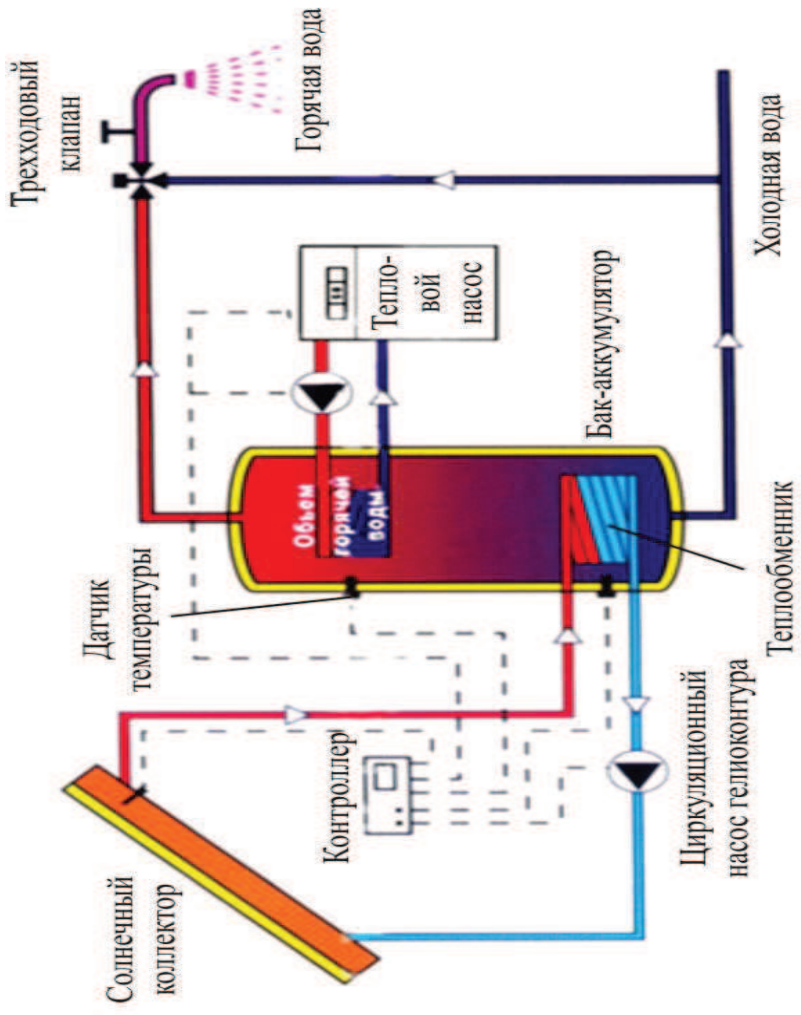 Солнечный
коллектор
Датчик
температуры
Трехходовый
клапан
Горячая вода
Контроллер
Объем
горячей
воды
Тепло-
вой
насос
Бак-аккумулятор
Циркуляционный
насос гелиоконтура
Теплообменник
Холодная вода